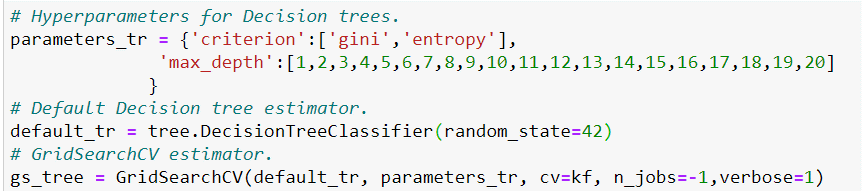 # Hyperparameters for Decision trees.
parameters_tr = {'criterion':['gini','entropy'],
                 'max_depth':[1,2,3,4,5,6,7,8,9,10,11,12,13,14,15,16,17,18,19,20]
                }
# Default Decision tree estimator.
default_tr = tree.DecisionTreeClassifier(random_state=42)
# GridSearchCV estimator.
gs_tree = GridSearchCV(default_tr, parameters_tr, cv=kf, n_jobs=-1,verbose=1)